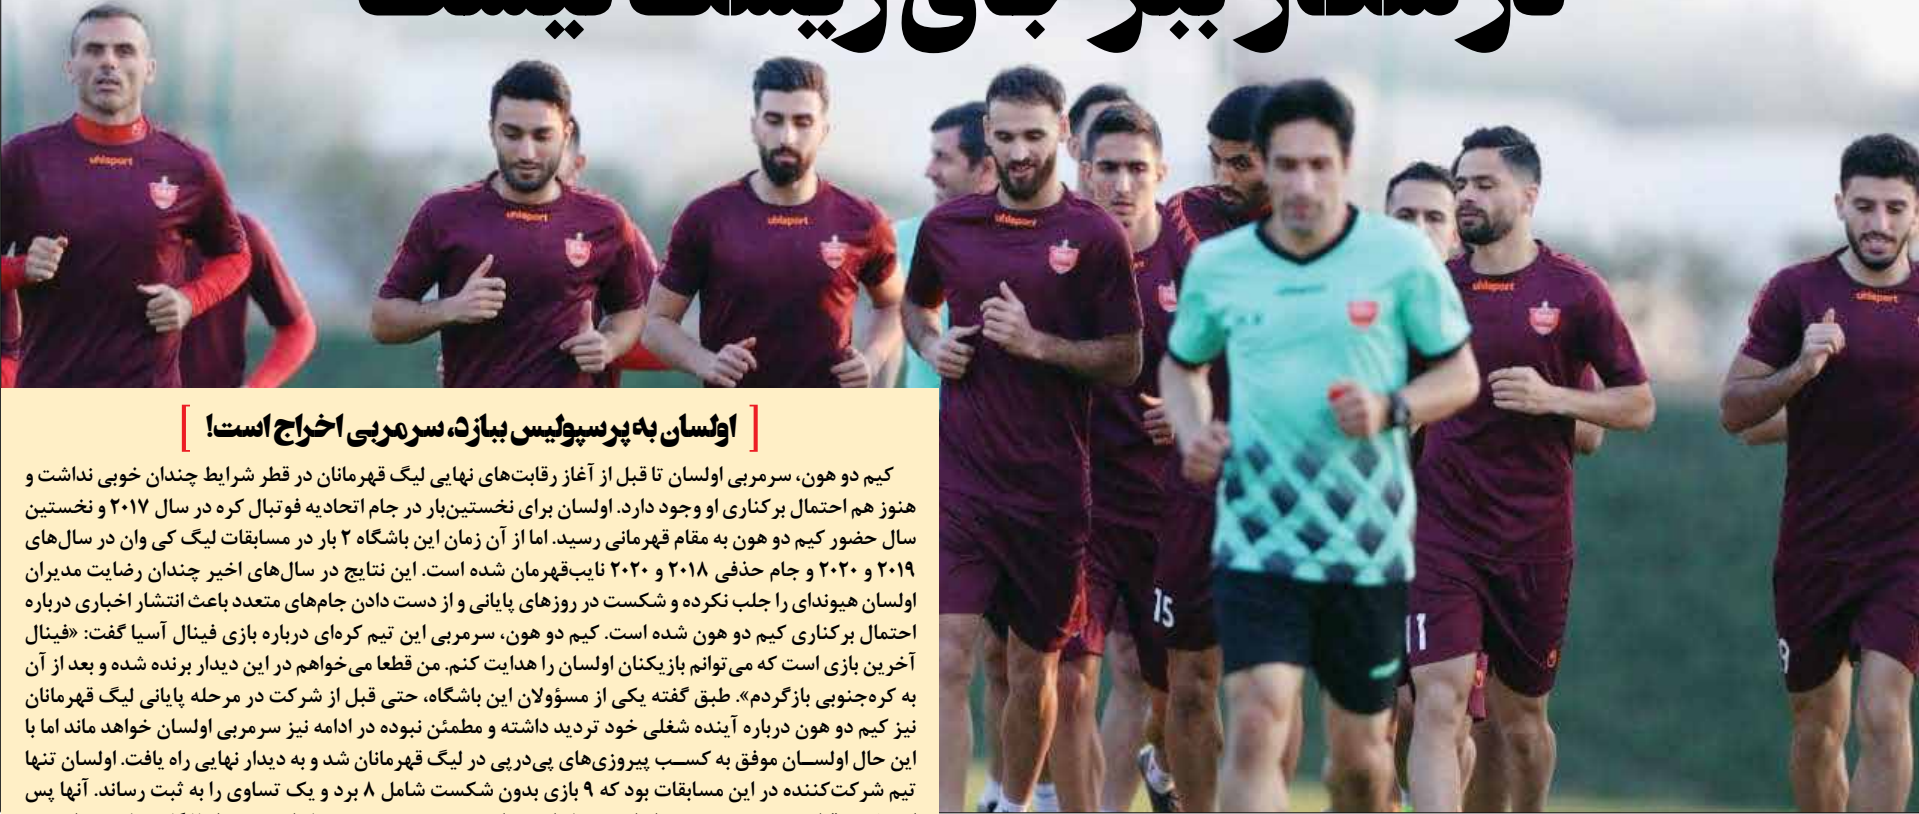 uhlsport
uhlsport
uhlsport
uhlsport
uhlsport
uhlsport
15
11
9
[ اولسان به پرسپولیس ببازد، سرمربی اخراج است! ]
کیم دو هون، سرمربی اولسان تا قبل از آغاز رقابت‌های نهایی لیگ قهرمانان در قطر شرایط چندان خوبی نداشت و
هنوز هم احتمال برکناری او وجود دارد. اولسان برای نخستین‌بار در جام اتحادیه فوتبال کره در سال ۲۰۱۷ و نخستین
سال حضور کیم دو هون به مقام قهرمانی رسید. اما از آن زمان این باشگاه ۲ بار در مسابقات لیگ کی وان در سال‌های
۲۰۱۹ و ۲۰۲۰ و جام حذفی ۲۰۱۸ و ۲۰۲۰ نایب‌قهرمان شده است. این نتایج در سال‌های اخیر چندان رضایت مدیران
اولسان هیوندای را جلب نکرده و شکست در روزهای پایانی و از دست دادن جام‌های متعدد باعث انتشار اخباری درباره
احتمال برکناری کیم دو هون شده است. کیم دو هون، سرمربی این تیم کره‌ای درباره بازی فینال آسیا گفت: «فینال
آخرین بازی است که می‌توانم بازیکنان اولسان را هدایت کنم. من قطعا می‌خواهم در این دیدار برنده شده و بعد از آن
به کره‌جنوبی بازگردم». طبق گفته یکی از مسؤولان این باشگاه، حتی قبل از شرکت در مرحله پایانی لیگ قهرمانان
نیز کیم دو هون درباره آینده شغلی خود تردید داشته و مطمئن نبوده در ادامه نیز سرمربی اولسان خواهد ماند اما با
این حال اولسـان موفق به کسـب پیروزی‌های پی‌درپی در لیگ قهرمانان شد و به دیدار نهایی راه یافت. اولسان تنها
تیم شرکت‌کننده در این مسابقات بود که ۹ بازی بدون شکست شامل ۸ برد و یک تساوی را به ثبت رساند. آنها پس